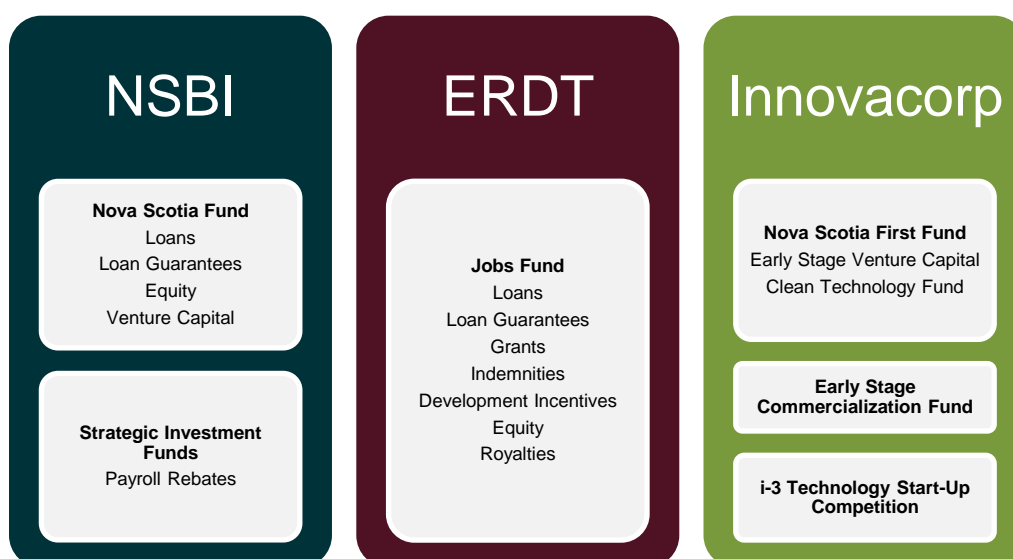 NSBI
Nova Scotia Fund
Loans
Loan Guarantees
Equity
Venture Capital
Strategic Investment
Funds
Payroll Rebates
ERDT
Jobs Fund
Loans
Loan Guarantees
Grants
Indemnities
Development Incentives
Equity
Royalties
Innovacorp
Nova Scotia First Fund
Early Stage Venture Capital
Clean Technology Fund
Early Stage
Commercialization Fund
i-3 Technology Start-Up
Competition